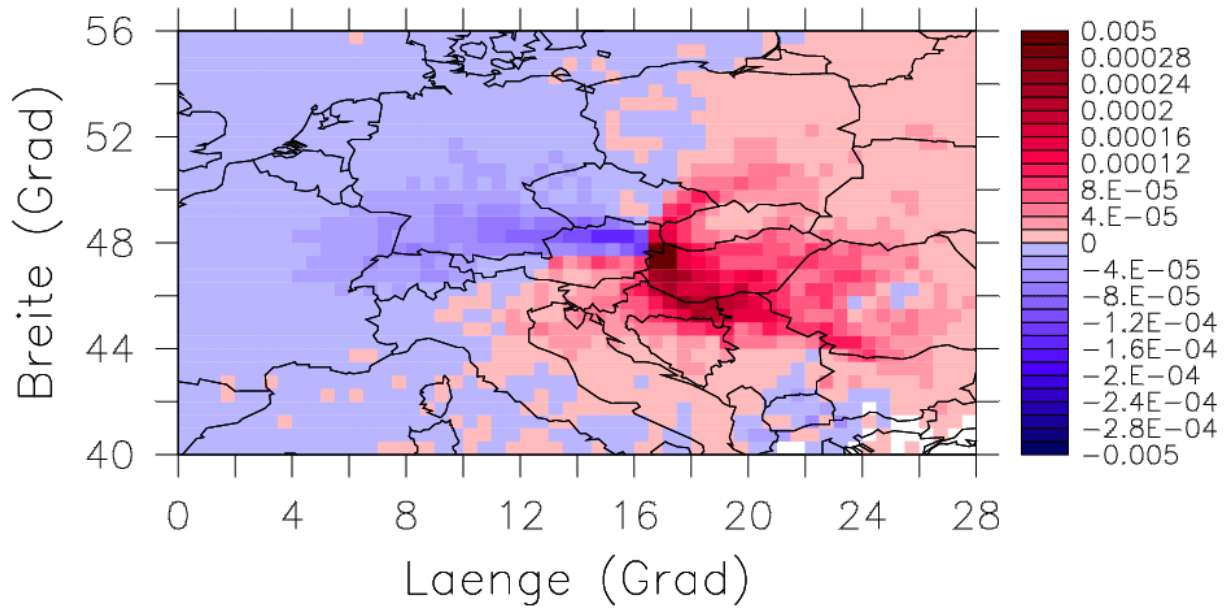 56
52
48
44
40
Breite (Grad)
0 4 8 12 16 20 24 28
Laenge (Grad)
0.005
0.00028
0.00024
0.0002
0.00016
0.00012
8.E-05
4.E-05
0
-4.E-05
-8.E-05
-1.2E-04
-1.6E-04
-2.E-04
-2.4E-04
-2.8E-04
-0.005